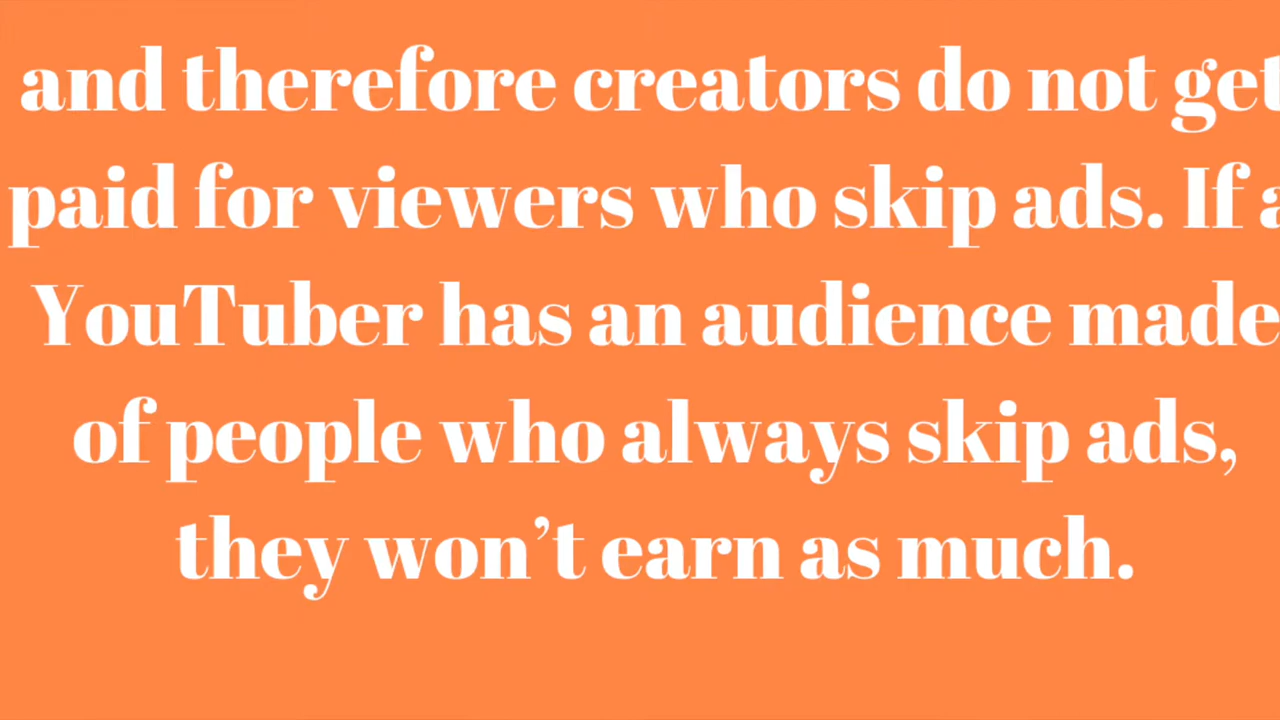 and therefore creators do not get
paid for viewers who skip ads. If a
YouTuber has an audience made
of people who always skip ads,
they won’t earn as much.